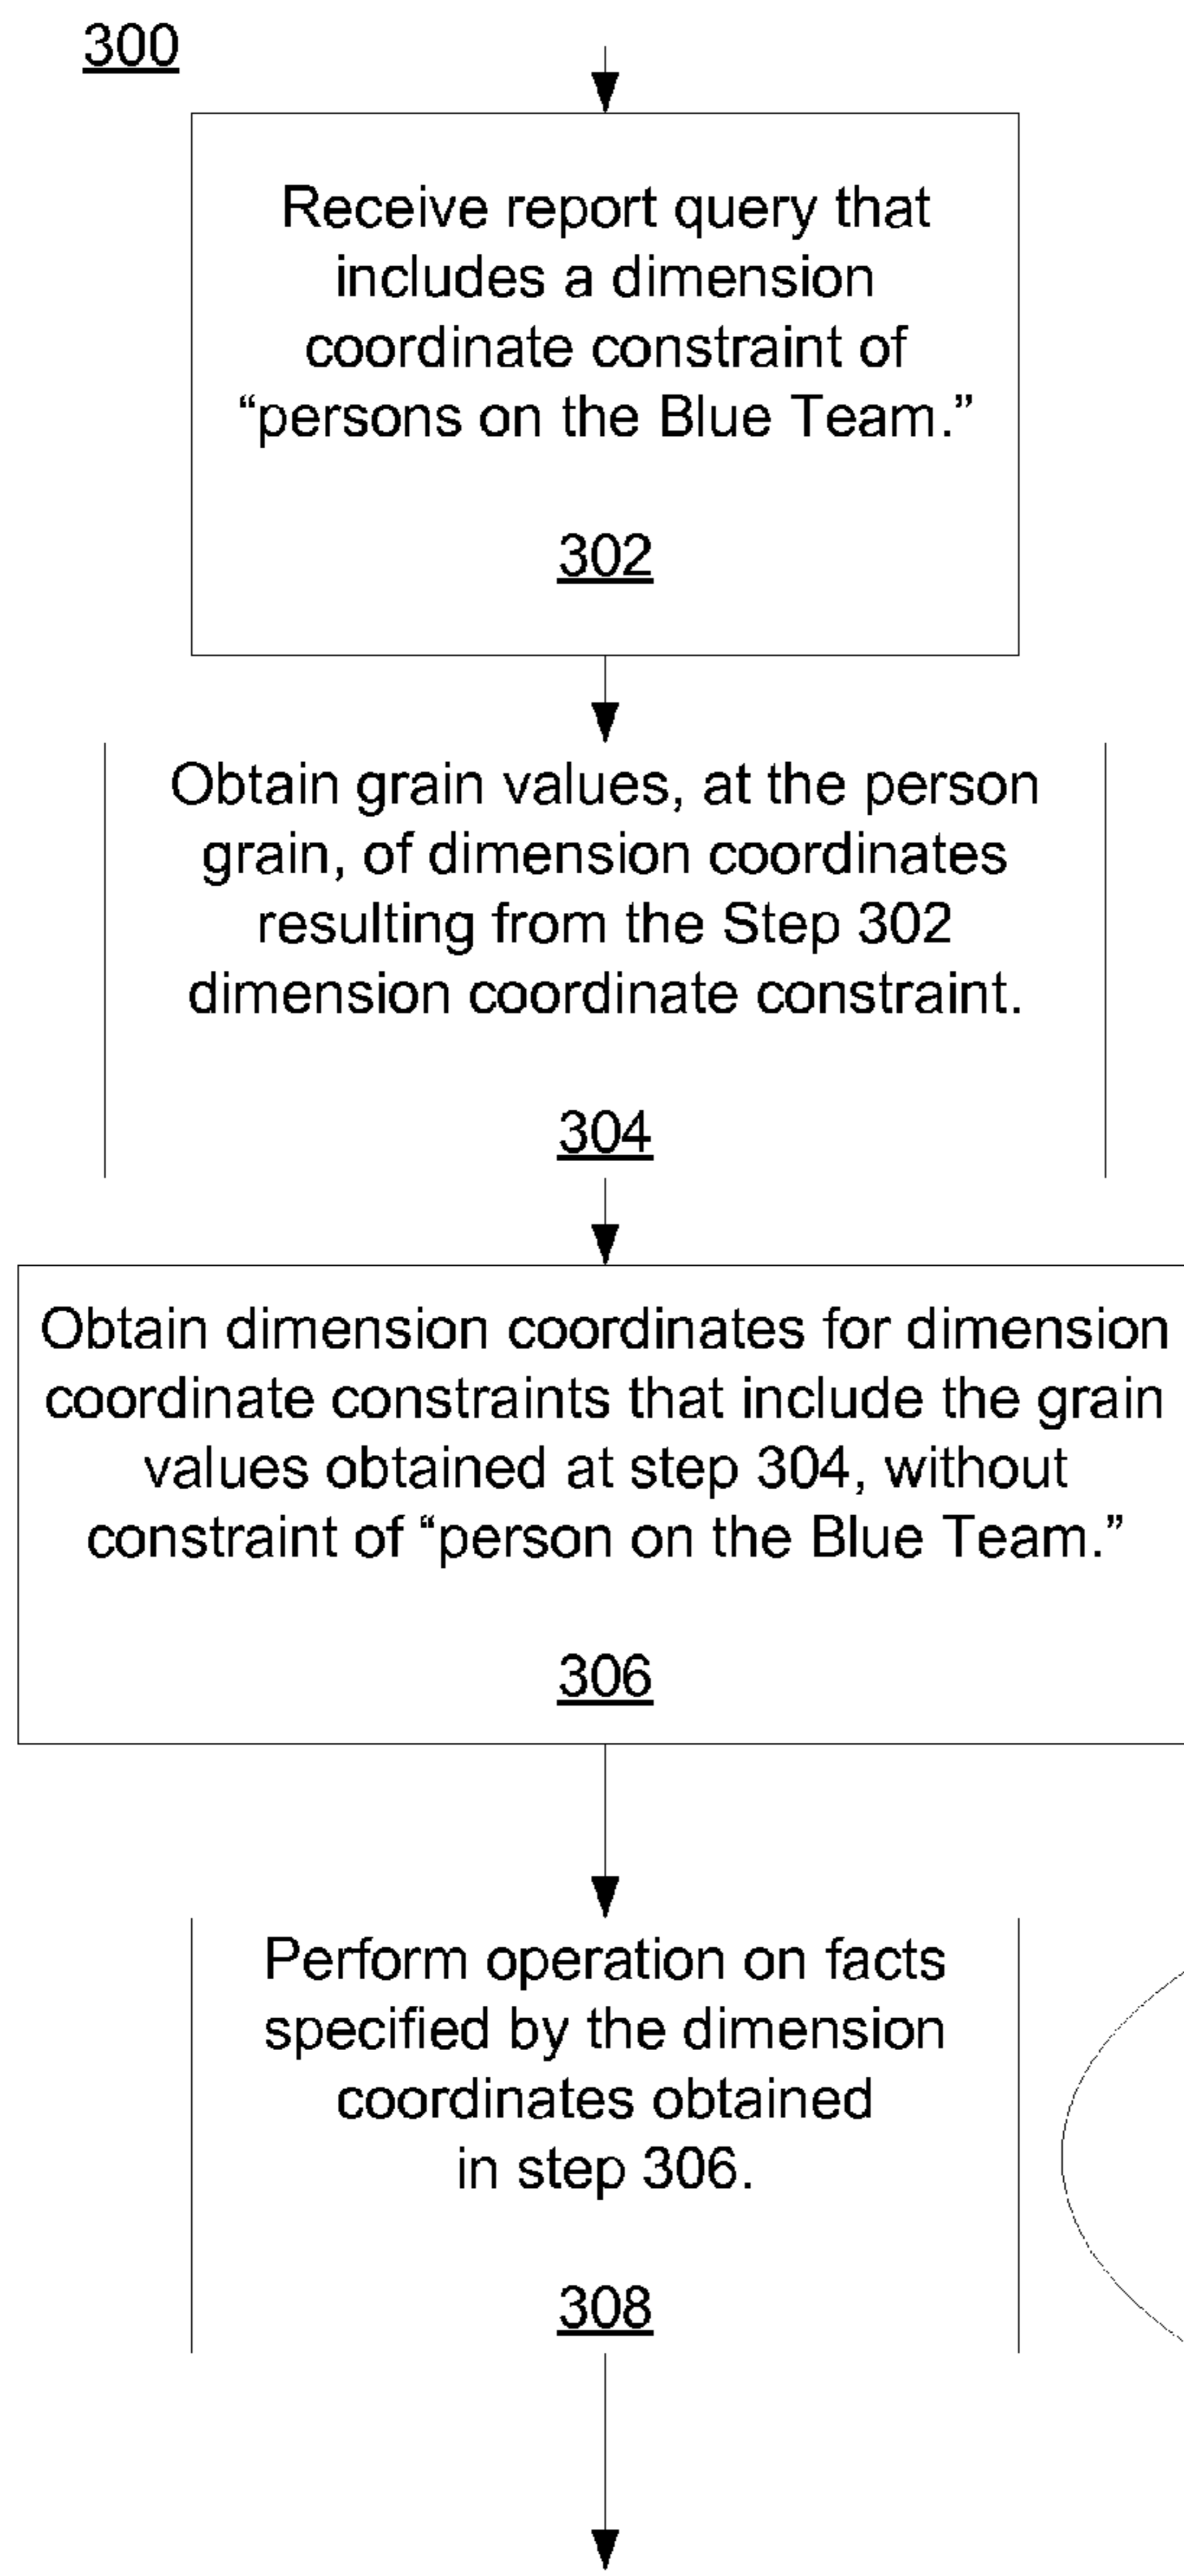 300
Receive report query that
includes a dimension
coordinate constraint of
“persons on the Blue Team.”
302
Obtain grain values, at the person
grain, of dimension coordinates
resulting from the Step 302
dimension coordinate constraint.
304
Obtain dimension coordinates for dimension
coordinate constraints that include the grain
values obtained at step 304, without
constraint of “person on the Blue Team.”
306
Perform operation on facts
specified by the dimension
coordinates obtained
in step 306.
308